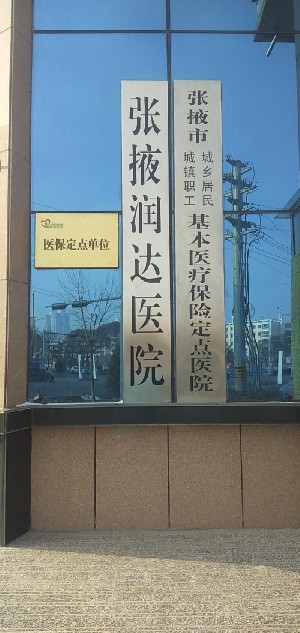 医保定点单位
张掖润达医院
张掖市
城乡居民
城镇职工
基本医疗保险定点医院